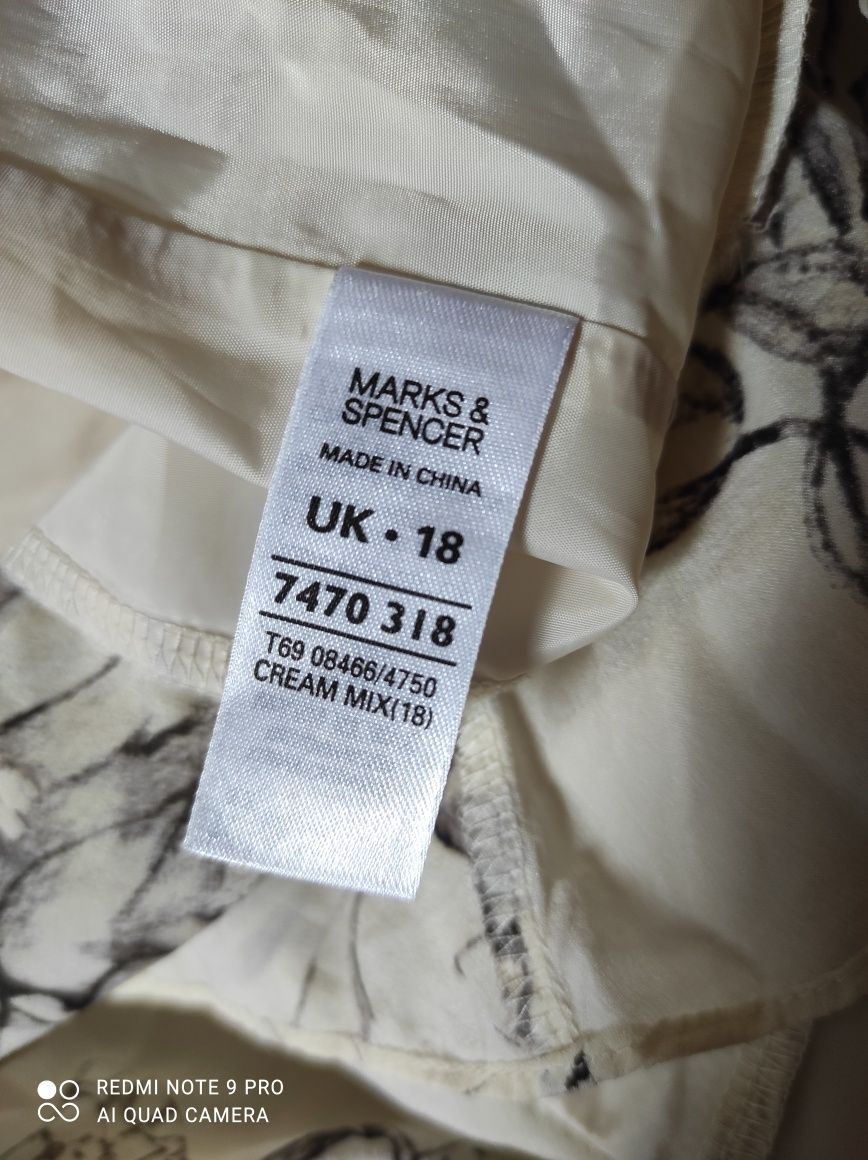 MARKS &
SPENCER
MADE IN CHINA
UK • 18
7470 318
T69 08466/4750
CREAM MIX(18)
REDMI NOTE 9 PRO
AI QUAD CAMERA